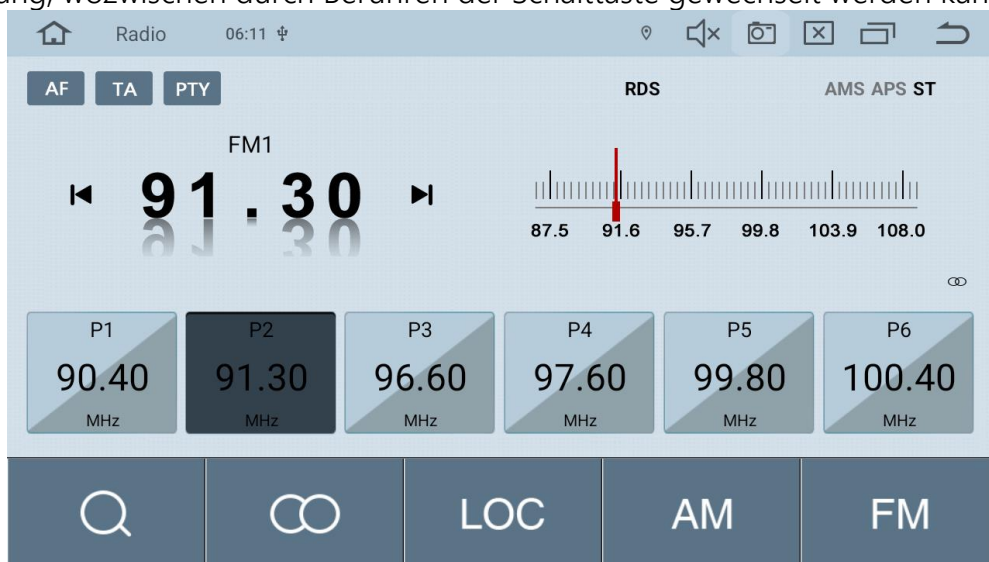 ang, wozwischen durch Berühren der Schalttaste gewechselt werden kan
Radio 06:11
AF TA PTY RDS AMS APS ST
FM1
91.30
87.5 91.6 95.7 99.8 103.9 108.0
P1 P2 P3 P4 P5 P6
90.40 91.30 96.60 97.60 99.80 100.40
MHz MHz MHz MHz MHz MHz
LOC AM FM